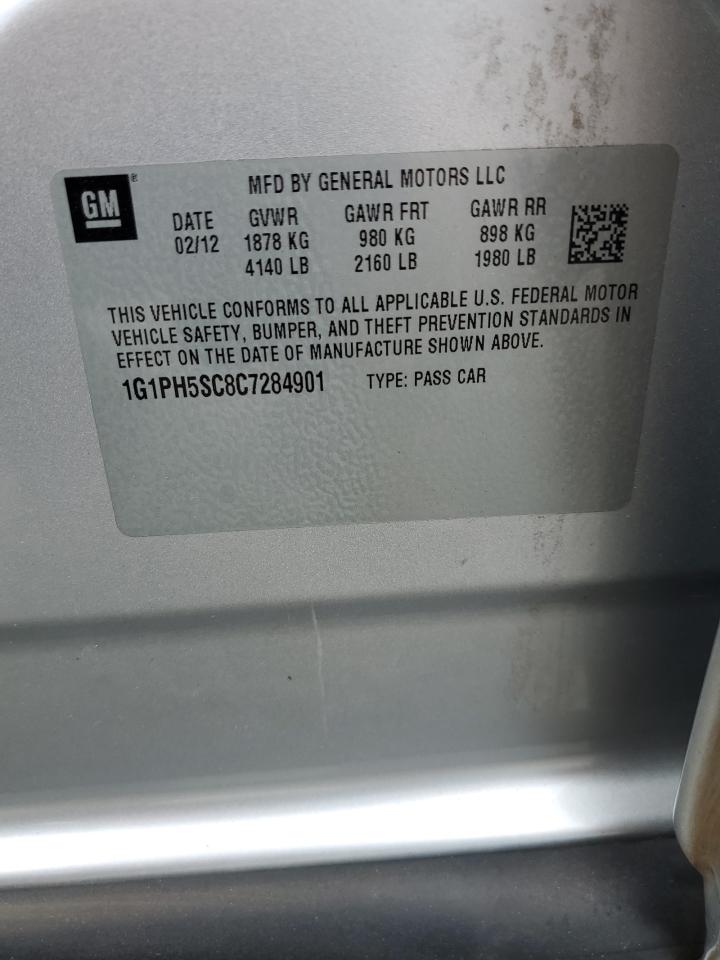 GM®
MFD BY GENERAL MOTORS LLC
DATE GVWR GAWR FRT GAWR RR
02/12 1878 KG 980 KG 898 KG
4140 LB 2160 LB 1980 LB
THIS VEHICLE CONFORMS TO ALL APPLICABLE U.S. FEDERAL MOTOR
VEHICLE SAFETY, BUMPER, AND THEFT PREVENTION STANDARDS IN
EFFECT ON THE DATE OF MANUFACTURE SHOWN ABOVE.
1G1PH5SC8C7284901 TYPE: PASS CAR